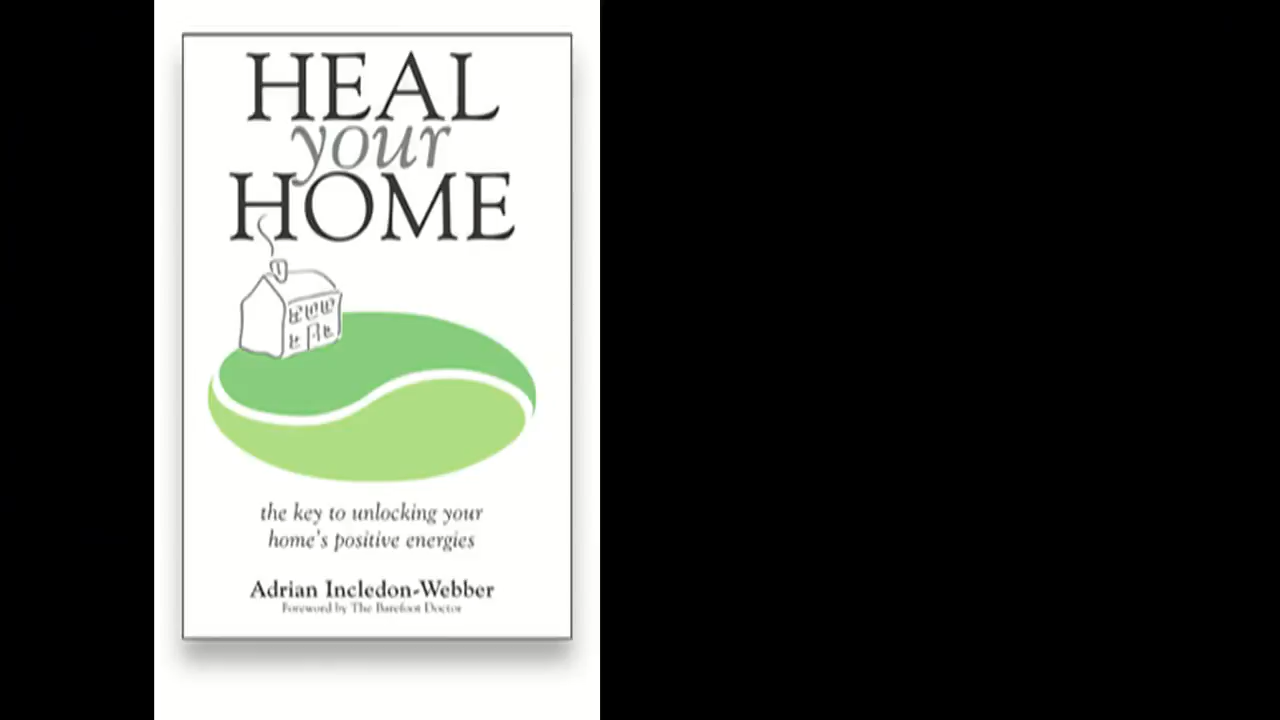 HEAL
your
HOME
the key to unlocking your
home's positive energies
Adrian Incledon-Webber
Foreword by The Barefoot Doctor